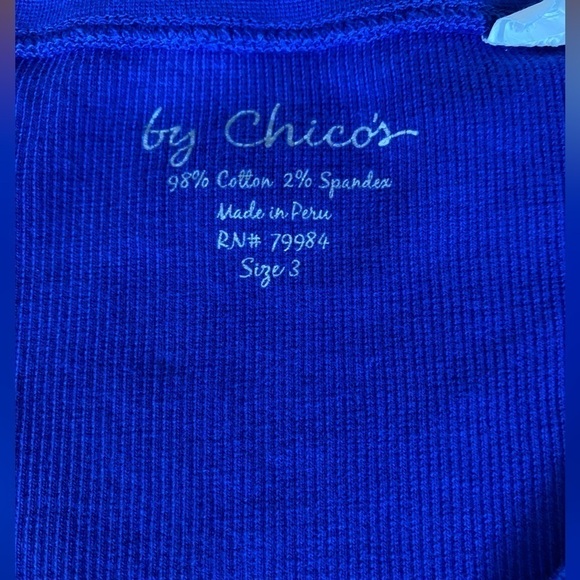 by Chico's
98% Cotton 2% Spandex
Made in Peru
RN# 79984
Size 3